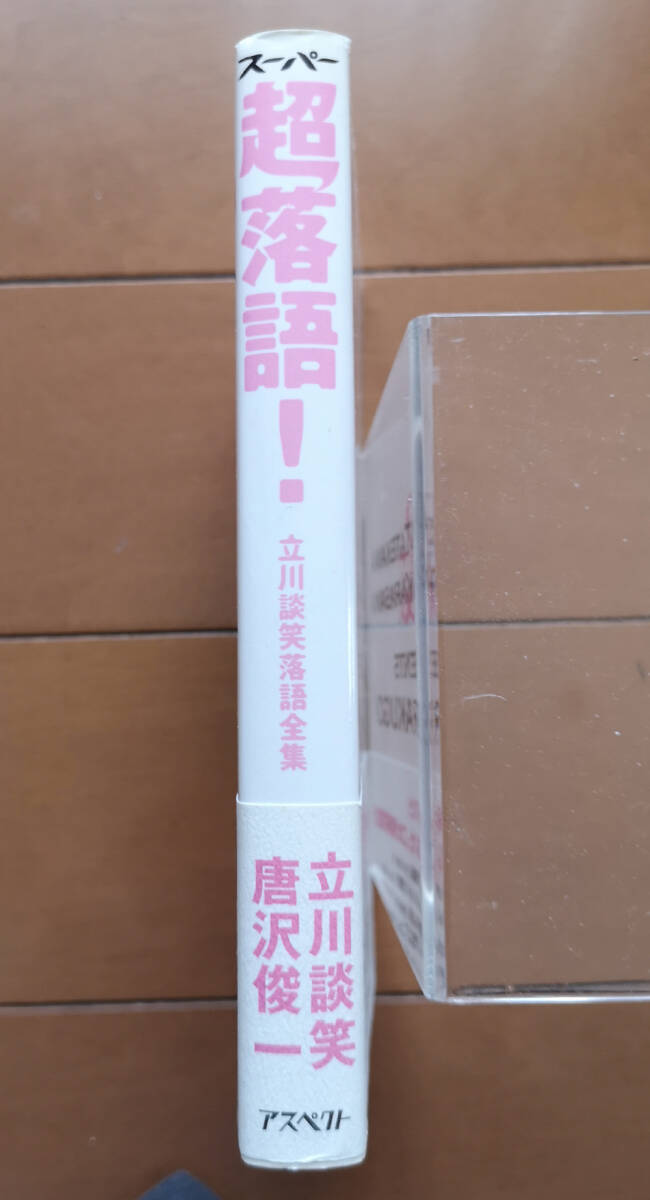 スーパー
超落語!
立川談笑落語全集
立川談笑
唐沢俊一
アスペクト